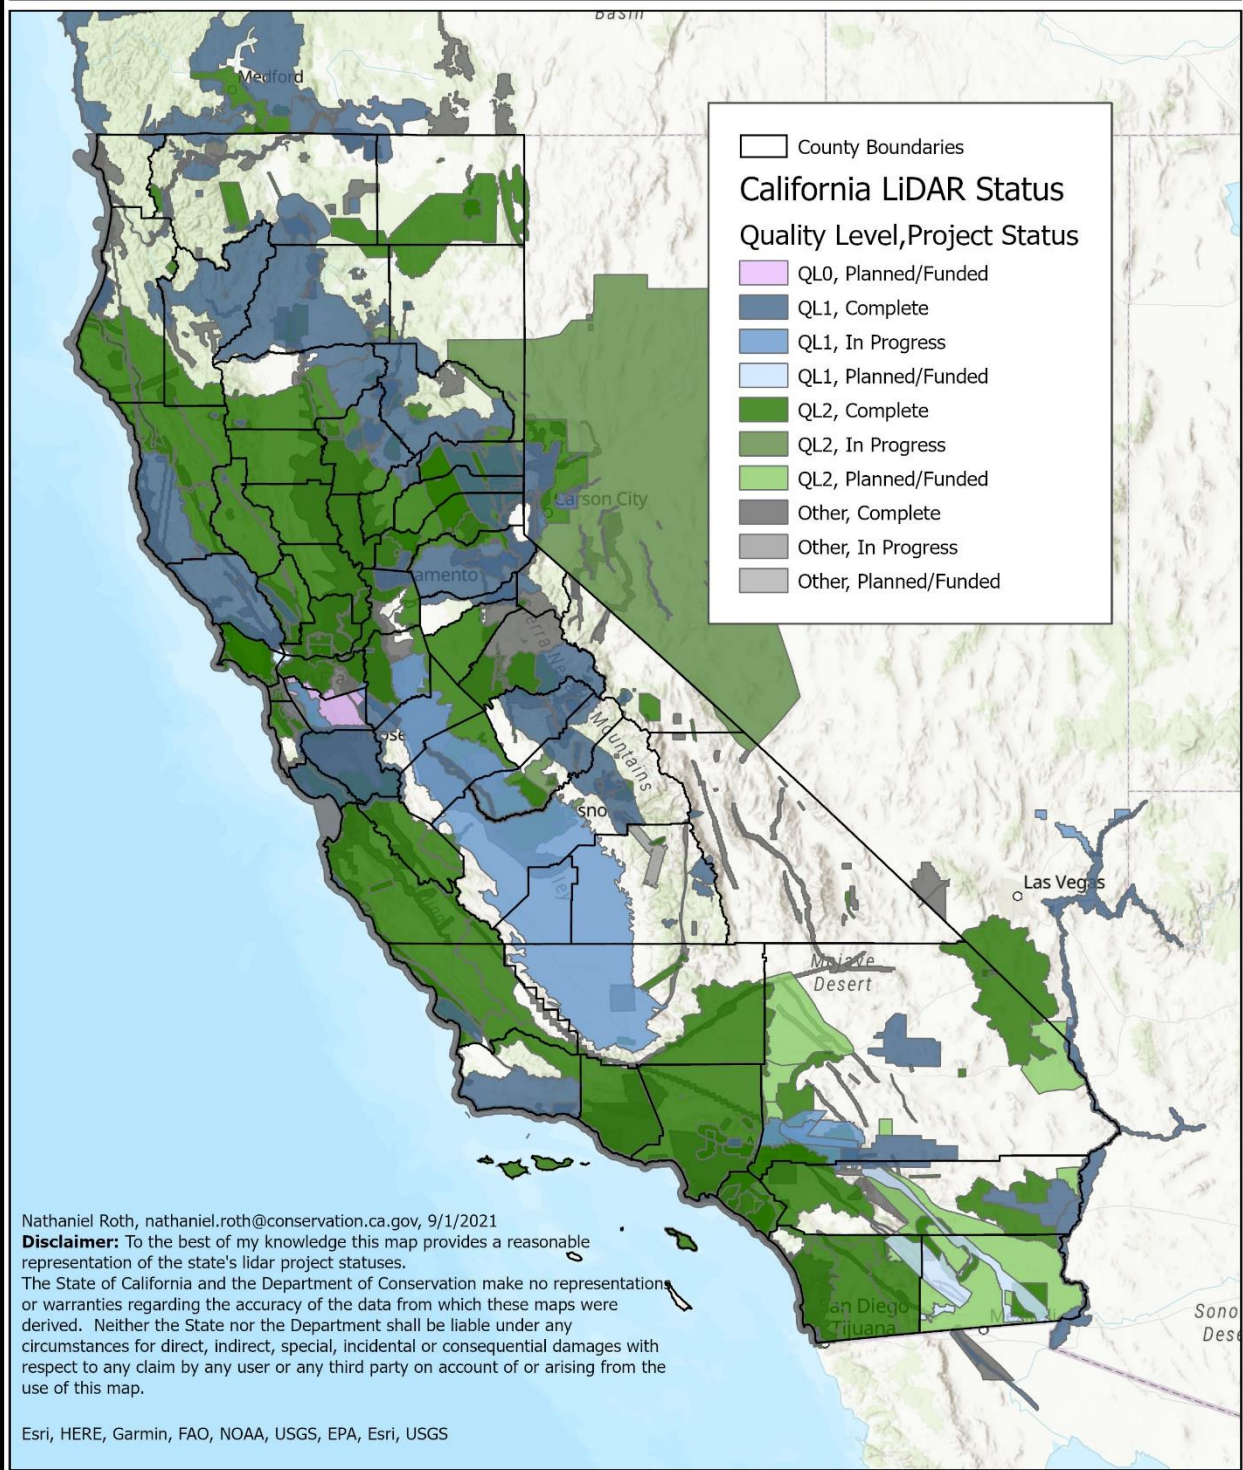 Basin
Medford
County Boundaries
California LiDAR Status
Quality Level,Project Status
QL0, Planned/Funded
QL1, Complete
QL1, In Progress
QL1, Planned/Funded
QL2, Complete
QL2, In Progress
QL2, Planned/Funded
Other, Complete
Other, In Progress
Other, Planned/Funded
Carson City
Mountains
Las Vegas
Mojave
Desert
San Diego
Tijuana
Nathaniel Roth, nathaniel.roth@conservation.ca.gov, 9/1/2021
Disclaimer: To the best of my knowledge this map provides a reasonable
representation of the state's lidar project statuses.
The State of California and the Department of Conservation make no representations
or warranties regarding the accuracy of the data from which these maps were
derived. Neither the State nor the Department shall be liable under any
circumstances for direct, indirect, special, incidental or consequential damages with
respect to any claim by any user or any third party on account of or arising from the
use of this map.
Esri, HERE, Garmin, FAO, NOAA, USGS, EPA, Esri, USGS